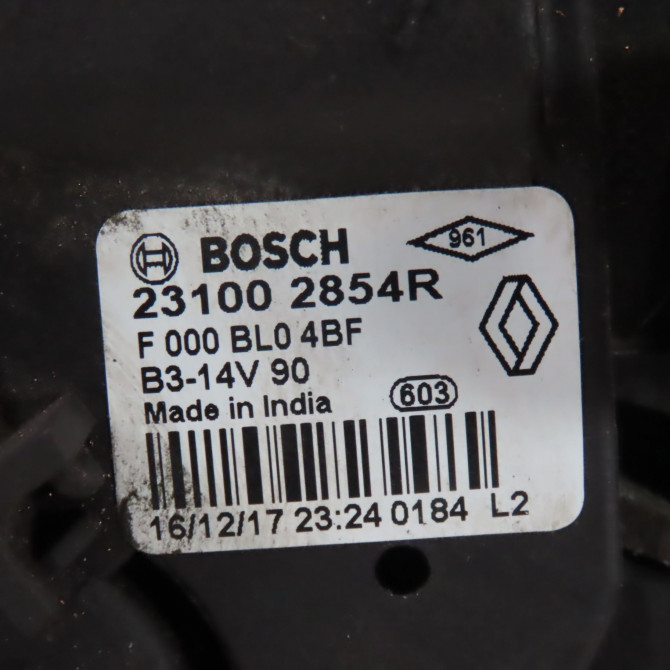 BOSCH 961
23100 2854R
F 000 BL0 4BF
B3-14V 90
Made in India 603
16/12/17 23:24 0184 L2